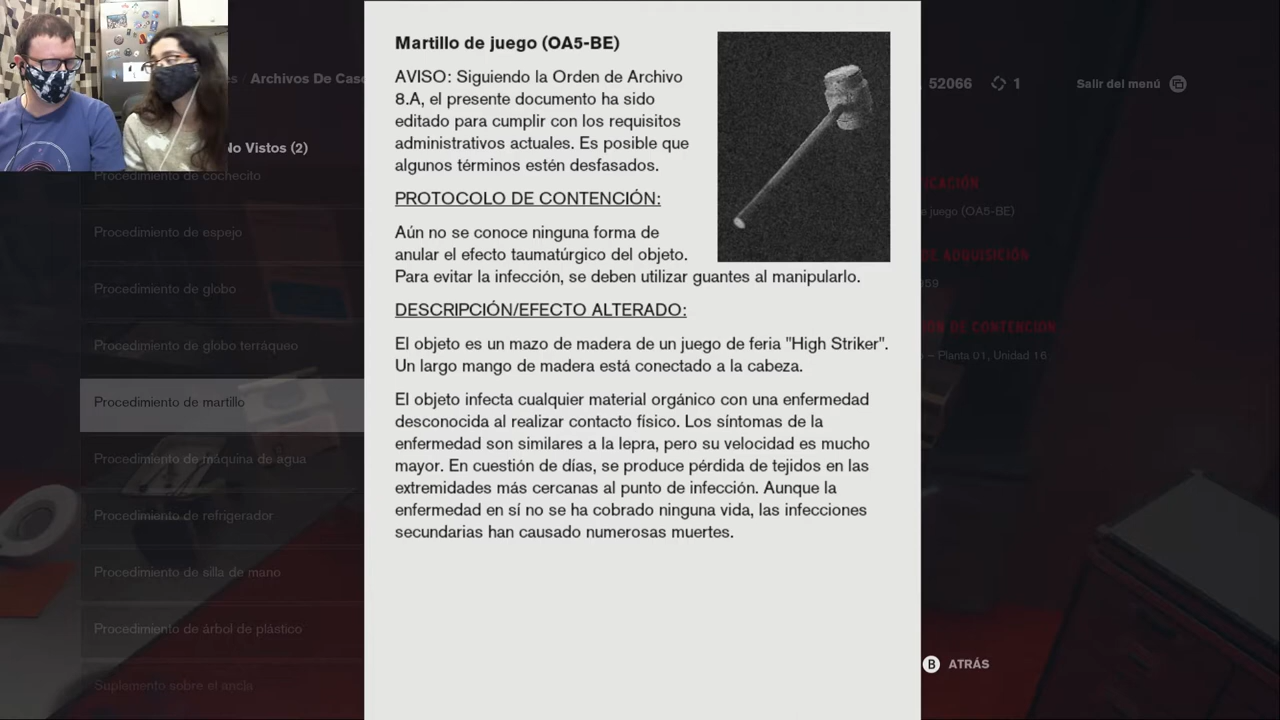 Martillo de juego (OA5-BE)
AVISO: Siguiendo la Orden de Archivo
8.A, el presente documento ha sido
editado para cumplir con los requisitos
administrativos actuales. Es posible que
algunos términos estén desfasados.
PROTOCOLO DE CONTENCIÓN:
Aún no se conoce ninguna forma de
anular el efecto taumatúrgico del objeto.
Para evitar la infección, se deben utilizar guantes al manipularlo.
DESCRIPCIÓN/EFECTO ALTERADO:
El objeto es un mazo de madera de un juego de feria "High Striker".
Un largo mango de madera está conectado a la cabeza.
El objeto infecta cualquier material orgánico con una enfermedad
desconocida al realizar contacto físico. Los síntomas de la
enfermedad son similares a la lepra, pero su velocidad es mucho
mayor. En cuestión de días, se produce pérdida de tejidos en las
extremidades más cercanas al punto de infección. Aunque la
enfermedad en sí no se ha cobrado ninguna vida, las infecciones
secundarias han causado numerosas muertes.
Archivos De Caso
No Vistos (2)
Procedimiento de cochecito
Procedimiento de espejo
Procedimiento de globo
Procedimiento de globo terráqueo
Procedimiento de martillo
Procedimiento de máquina de agua
Procedimiento de refrigerador
Procedimiento de silla de mano
Procedimiento de árbol de plástico
Suplemento sobre el ancla
52066
1
Salir del menú
juego (OA5-BE)
DE ADQUISICIÓN
59
DE CONTENCIÓN
– Planta 01, Unidad 16
B ATRÁS